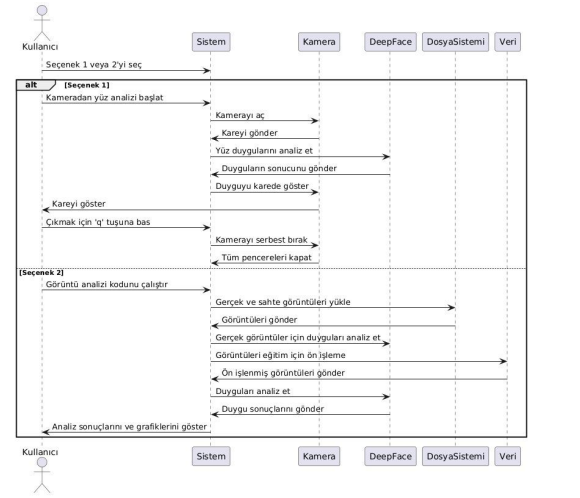 Kullanıcı
Sistem
Kamera
DeepFace
DosyaSistemi
Veri
Seçenek 1 veya 2'yi seç
alt
[Seçenek 1]
Kameradan yüz analizi başlat
Kamerayı aç
Kareyi gönder
Yüz duygularını analiz et
Duyguların sonucunu gönder
Duyguyu karede göster
Kareyi göster
Çıkmak için 'q' tuşuna bas
Kamerayı serbest bırak
Tüm pencereleri kapat
[Seçenek 2]
Görüntü analizi kodunu çalıştır
Gerçek ve sahte görüntüleri yükle
Görüntüleri gönder
Gerçek görüntüler için duyguları analiz et
Görüntüleri eğitim için ön işleme
Ön işlenmiş görüntüleri gönder
Duyguları analiz et
Duygu sonuçlarını gönder
Analiz sonuçlarını ve grafiklerini göster
Kullanıcı
Sistem
Kamera
DeepFace
DosyaSistemi
Veri